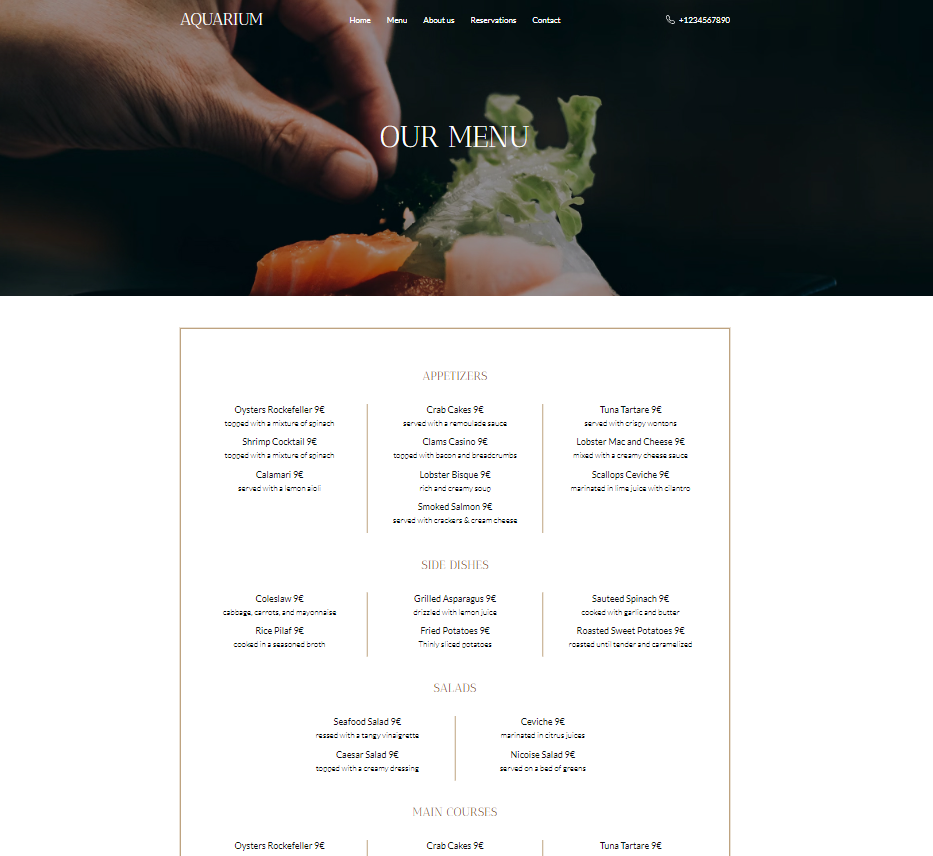 AQUARIUM
Home Menu About us Reservations Contact
+1234567890
OUR MENU
APPETIZERS
Oysters Rockefeller 9€
topped with a mixture of spinach
Shrimp Cocktail 9€
topped with a mixture of spinach
Calamari 9€
served with a lemon aioli
Crab Cakes 9€
served with a remoulade sauce
Clams Casino 9€
topped with bacon and breadcrumbs
Lobster Bisque 9€
rich and creamy soup
Smoked Salmon 9€
served with crackers & cream cheese
Tuna Tartare 9€
served with crispy wontons
Lobster Mac and Cheese 9€
mixed with a creamy cheese sauce
Scallops Ceviche 9€
marinated in lime juice with cilantro
SIDE DISHES
Coleslaw 9€
cabbage, carrots, and mayonnaise
Rice Pilaf 9€
cooked in a seasoned broth
Grilled Asparagus 9€
drizzled with lemon juice
Fried Potatoes 9€
Thinly sliced potatoes
Sauteed Spinach 9€
cooked with garlic and butter
Roasted Sweet Potatoes 9€
roasted until tender and caramelized
SALADS
Seafood Salad 9€
ressed with a tangy vinaigrette
Caesar Salad 9€
topped with a creamy dressing
Ceviche 9€
marinated in citrus juices
Nicoise Salad 9€
served on a bed of greens
MAIN COURSES
Oysters Rockefeller 9€
Crab Cakes 9€
Tuna Tartare 9€